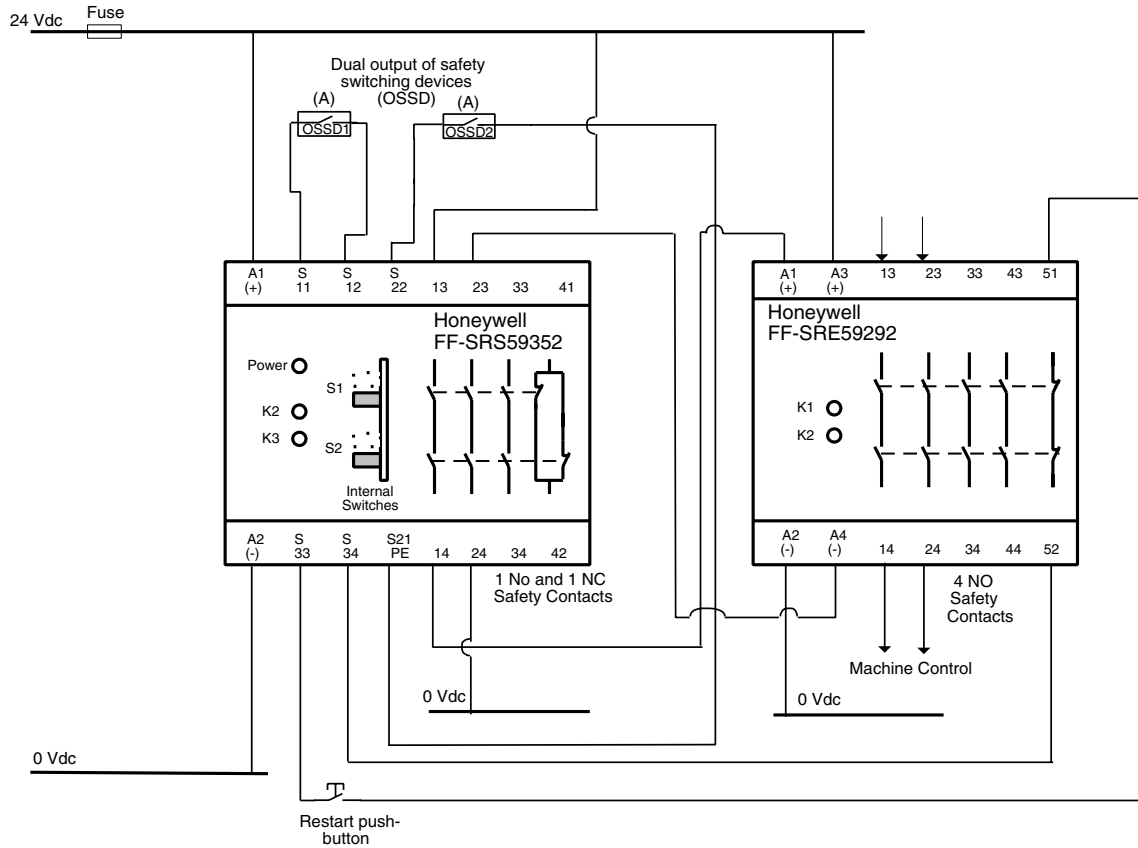 24 Vdc
Fuse
Dual output of safety
switching devices
(OSSD)
(A)
(A)
OSSD1
OSSD2
A1
(+)
S
11
S
12
S
22
13
23
33
41
Honeywell
FF-SRS59352
Power
K2
K3
S1
S2
Internal
Switches
A2
(-)
S
33
S
34
S21
PE
14
24
34
42
1 No and 1 NC
Safety Contacts
0 Vdc
0 Vdc
Restart push-
button
A1
(+)
A3
(+)
13
23
33
43
51
Honeywell
FF-SRE59292
K1
K2
A2
(-)
A4
(-)
14
24
34
44
52
4 NO
Safety
Contacts
Machine Control
0 Vdc